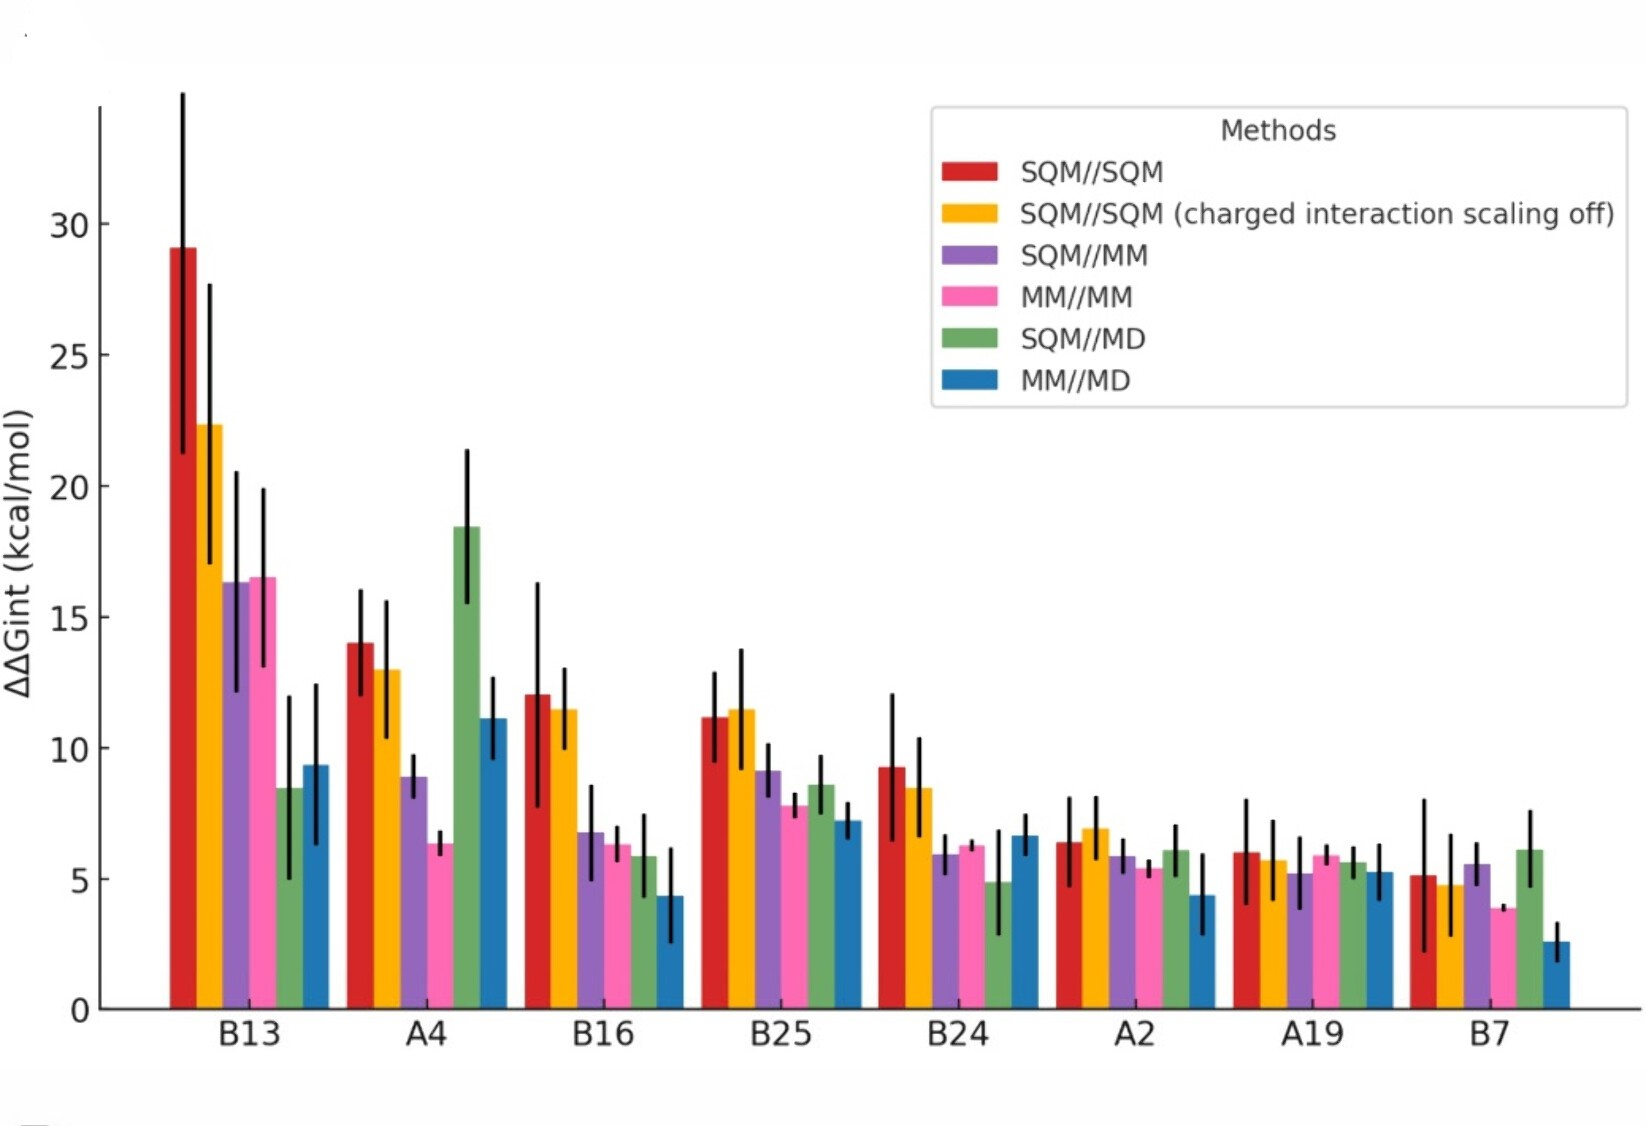 Methods
SQM//SQM
SQM//SQM (charged interaction scaling off)
SQM//MM
MM//MM
SQM//MD
MM//MD
ΔΔGint (kcal/mol)
30
25
20
15
10
5
0
B13 A4 B16 B25 B24 A2 A19 B7